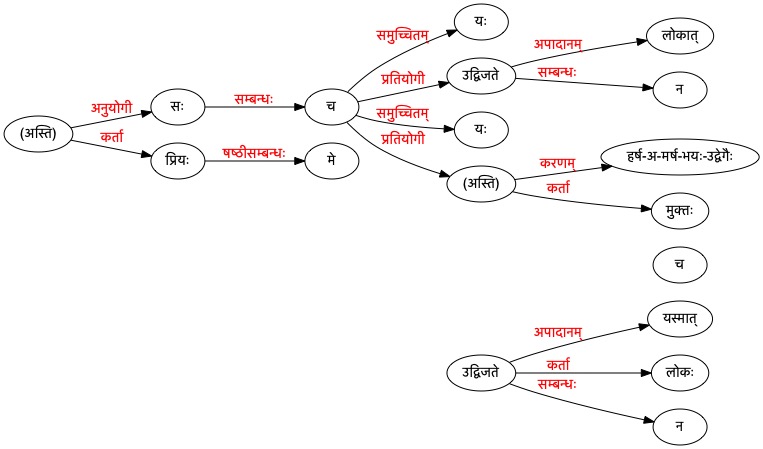 यः
समुच्चितम्
लोकात्
अपादानम्
प्रतियोगी
उद्विजते
सम्बन्धः
न
अनुयोगी
सः
सम्बन्धः
च
समुच्चितम्
यः
(अस्ति)
कर्ता
प्रतियोगी
प्रियः
षष्ठीसम्बन्धः
मे
करणम्
हर्ष-अ-मर्ष-भयः-उद्वेगैः
(अस्ति)
कर्ता
मुक्तः
च
यस्मात्
अपादानम्
उद्विजते
कर्ता
लोकः
सम्बन्धः
न